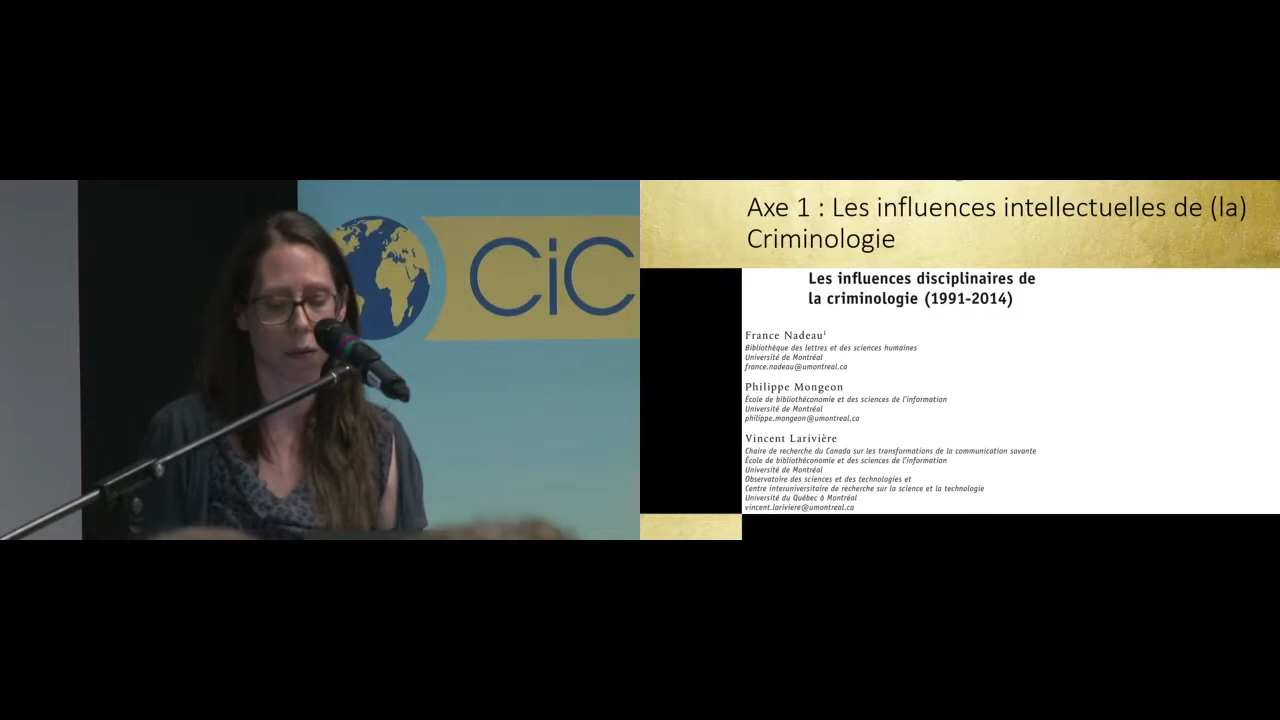 CiC
Axe 1 : Les influences intellectuelles de (la)
Criminologie
Les influences disciplinaires de
la criminologie (1991-2014)
France Nadeau¹
Bibliothèque des lettres et des sciences humaines
Université de Montréal
france.nadeau@umontreal.ca
Philippe Mongeon
École de bibliothéconomie et des sciences de l'information
Université de Montréal
philippe.mongeon@umontreal.ca
Vincent Larivière
Chaire de recherche du Canada sur les transformations de la communication savante
École de bibliothéconomie et des sciences de l'information
Université de Montréal
Observatoire des sciences et des technologies et
Centre interuniversitaire de recherche sur la science et la technologie
Université du Québec à Montréal
vincent.lariviere@umontreal.ca